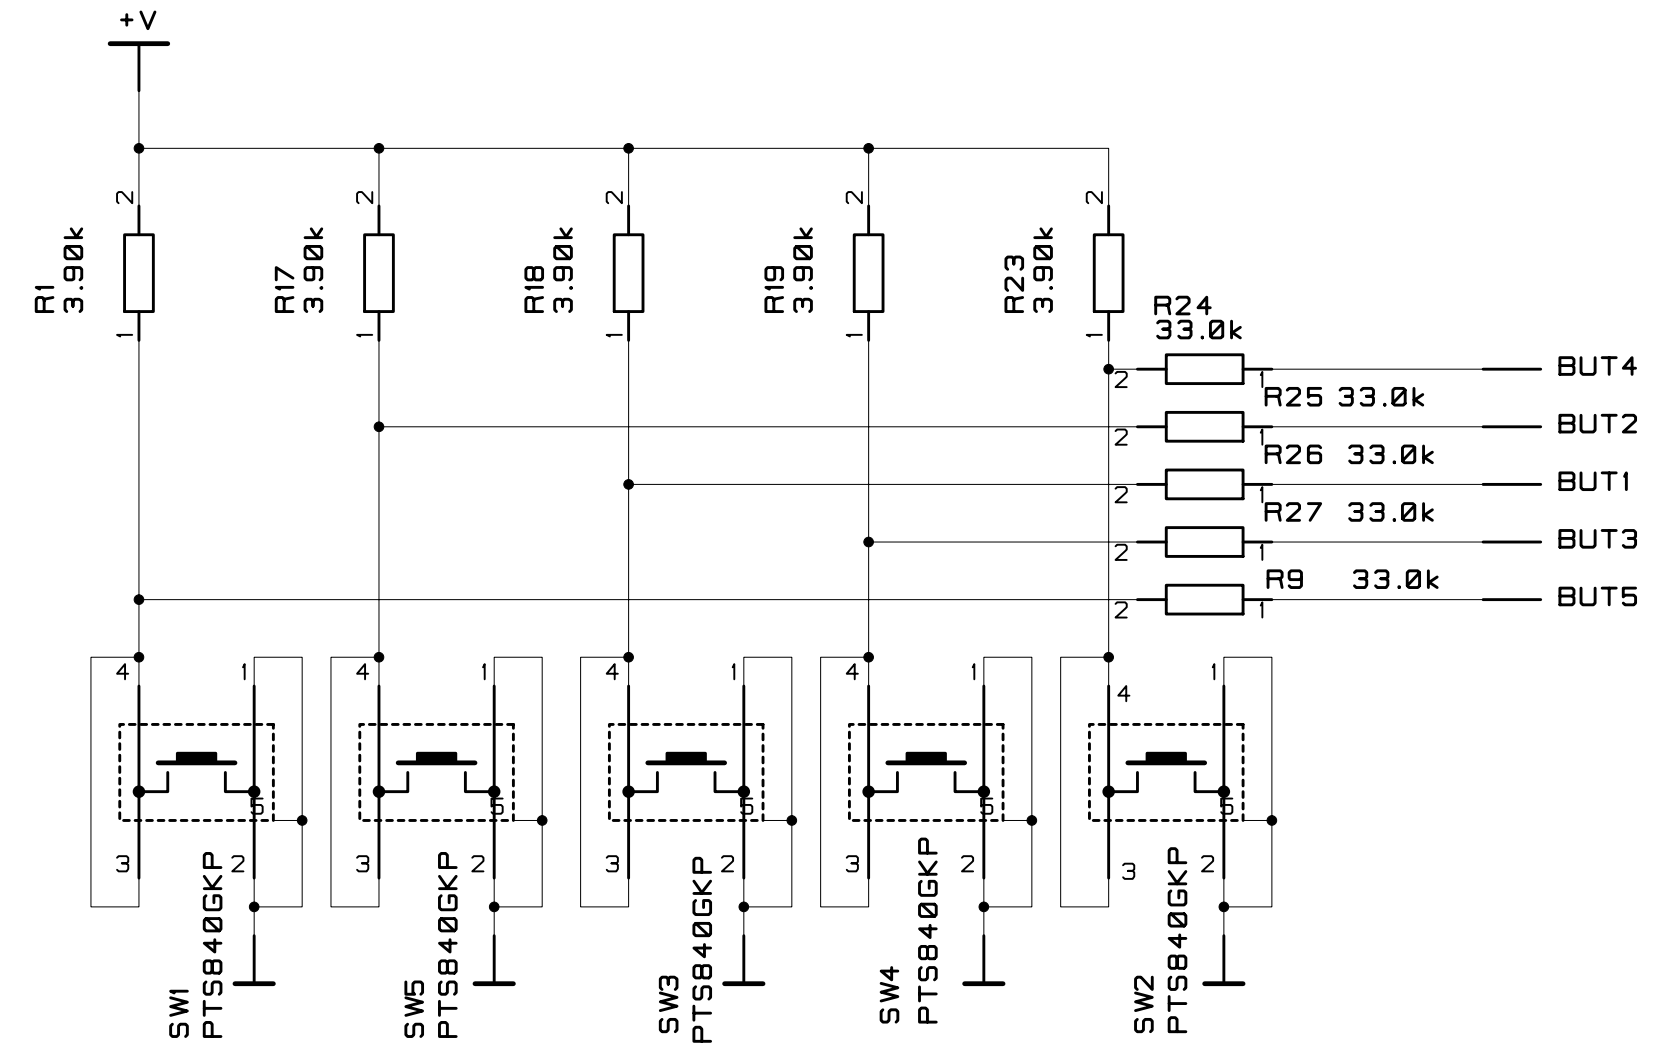 +V
2
2
2
2
2
R1
3.90k
R17
3.90k
R18
3.90k
R19
3.90k
R23
3.90k
1
1
1
1
1
R24
33.0k
2
1
BUT4
R25 33.0k
2
1
BUT2
R26 33.0k
2
1
BUT1
R27 33.0k
2
1
BUT3
R9 33.0k
2
1
BUT5
4
1
4
1
4
1
4
1
4
1
5
5
5
5
5
3
2
3
2
3
2
3
2
3
2
SW1
PTS840GKP
SW5
PTS840GKP
SW3
PTS840GKP
SW4
PTS840GKP
SW2
PTS840GKP